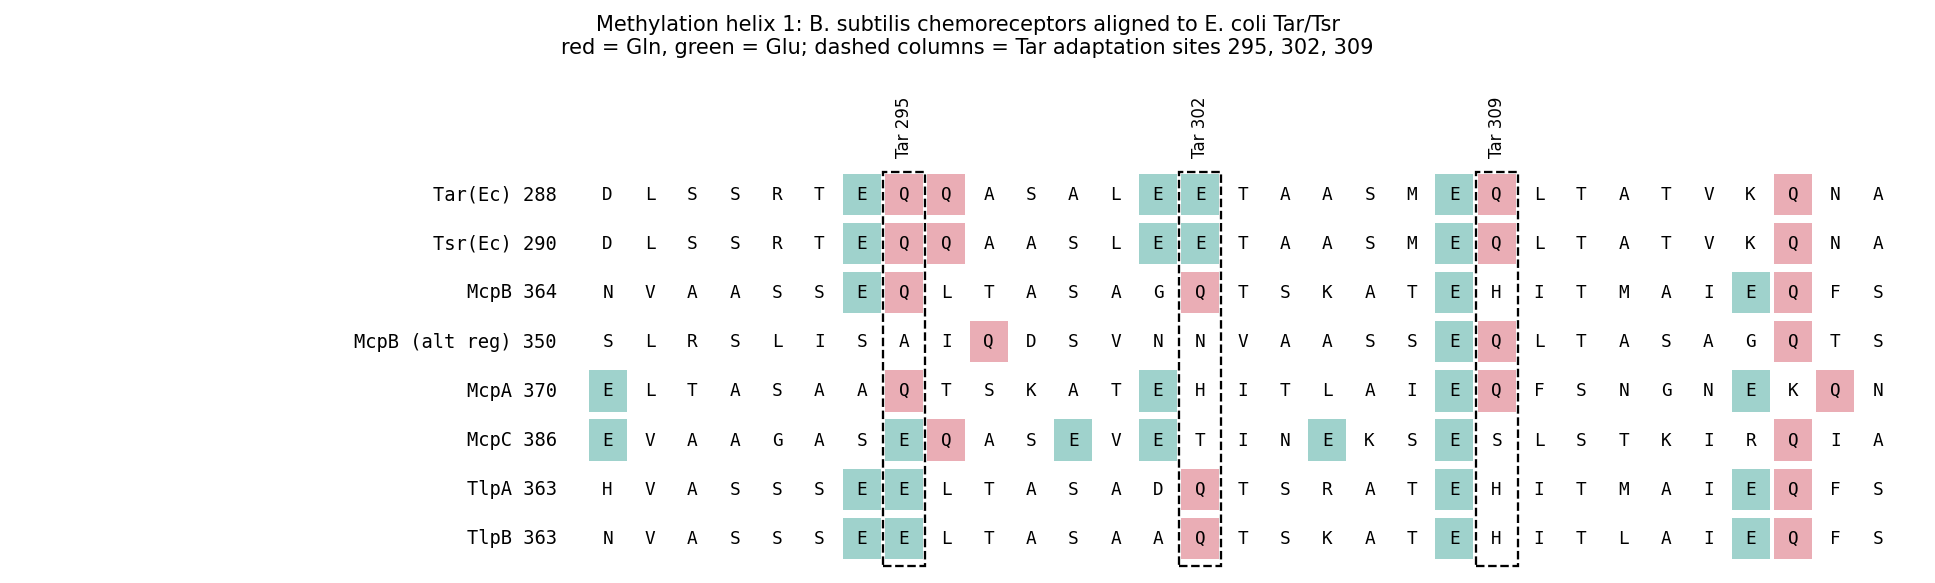 Methylation helix 1: B. subtilis chemoreceptors aligned to E. coli Tar/Tsr
red = Gln, green = Glu; dashed columns = Tar adaptation sites 295, 302, 309
Tar 295 Tar 302 Tar 309
Tar(Ec) 288 D L S S R T E Q Q A S A L E E T A A S M E Q L T A T V K Q N A
Tsr(Ec) 290 D L S S R T E Q Q A A S L E E T A A S M E Q L T A T V K Q N A
McpB 364 N V A A S S E Q L T A S A G Q T S K A T E H I T M A I E Q F S
McpB (alt reg) 350 S L R S L I S A I Q D S V N N V A A S S E Q L T A S A G Q T S
McpA 370 E L T A S A A Q T S K A T E H I T L A I E Q F S N G N E K Q N
McpC 386 E V A A G A S E Q A S E V E T I N E K S E S L S T K I R Q I A
TlpA 363 H V A S S S E E L T A S A D Q T S R A T E H I T M A I E Q F S
TlpB 363 N V A S S S E E L T A S A A Q T S K A T E H I T L A I E Q F S